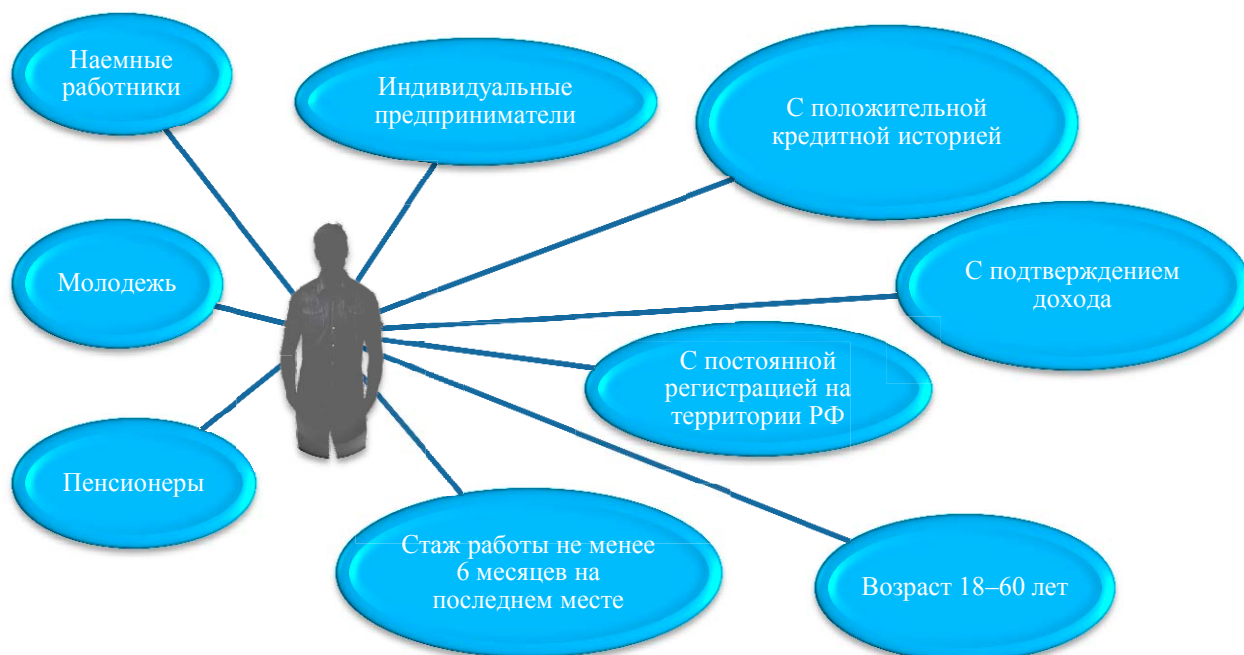 Наемные
работники
Индивидуальные
предприниматели
С положительной
кредитной историей
Молодежь
С подтверждением
дохода
С постоянной
регистрацией на
территории РФ
Пенсионеры
Стаж работы не менее
6 месяцев на
последнем месте
Возраст 18–60 лет